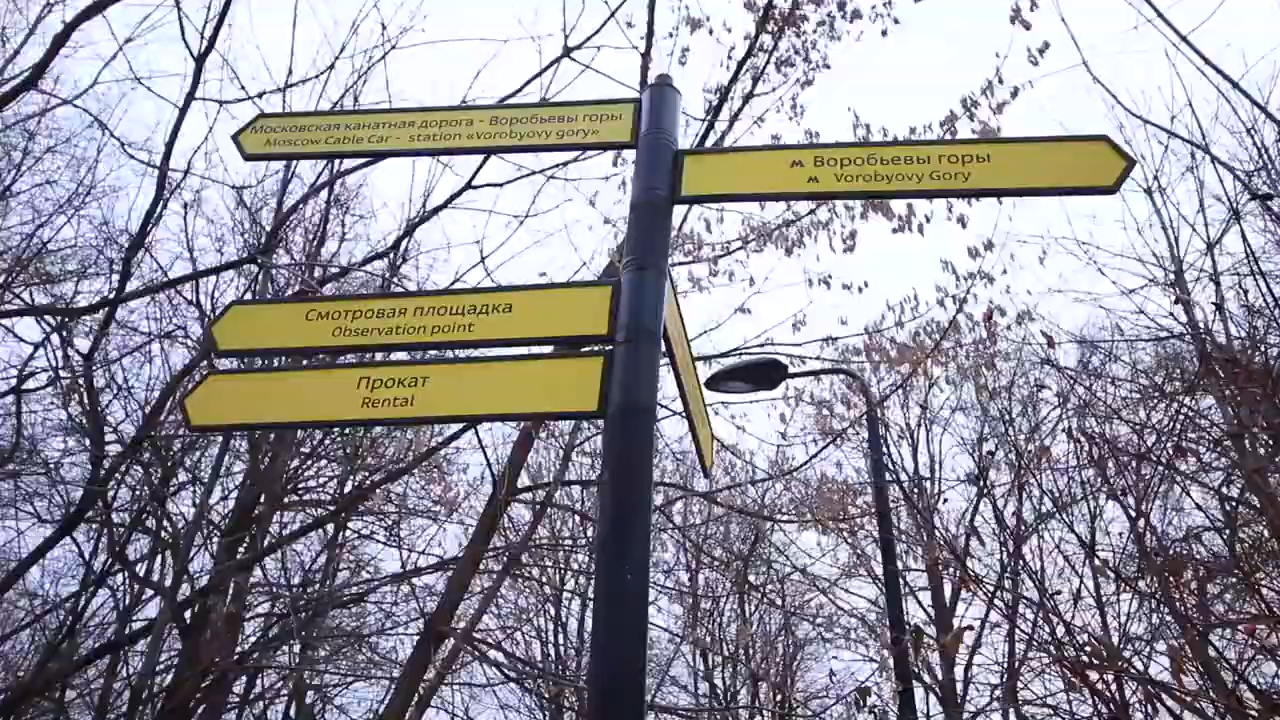 Московская канатная дорога - Воробьевы горы
Moscow Cable Car - station «Vorobyovy gory»
м Воробьевы горы
м Vorobyovy Gory
Смотровая площадка
Observation point
Прокат
Rental